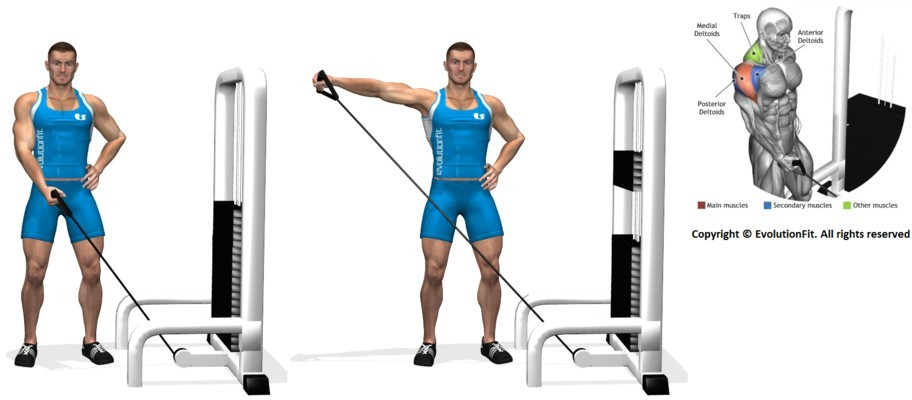 evolutionfit
evolutionfit
Traps
Medial
Deltoids
Anterior
Deltoids
Posterior
Deltoids
Main muscles
Secondary muscles
Other muscles
Copyright © EvolutionFit. All rights reserved